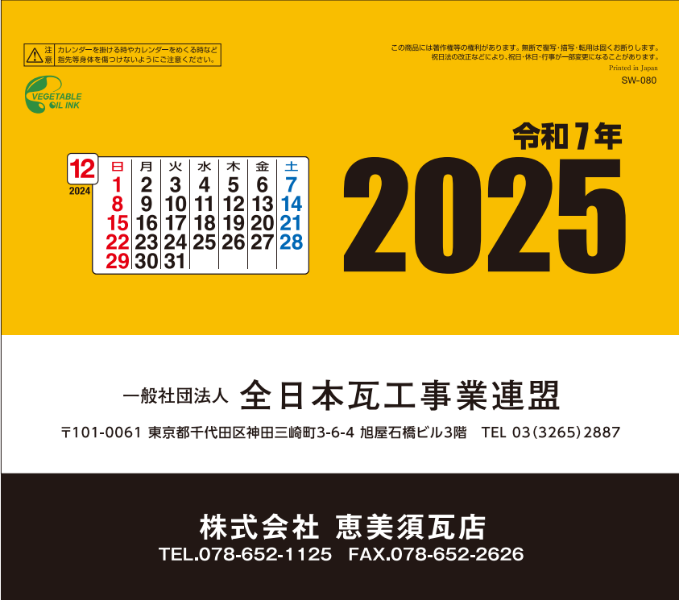 注意 カレンダーを掛ける時やカレンダーをめくる時など
指先等身体を傷つけないようにご注意ください。
この商品には著作権等の権利があります。無断で複写・描写・転用は固くお断りします。
祝日法の改正などにより、祝日・休日・行事が一部変更になることがあります。
Printed in Japan
SW-080
VEGETABLE
OIL INK
令和7年
2025
12
2024
日 月 火 水 木 金 土
1 2 3 4 5 6 7
8 9 10 11 12 13 14
15 16 17 18 19 20 21
22 23 24 25 26 27 28
29 30 31
一般社団法人 全日本瓦工事業連盟
〒101-0061 東京都千代田区神田三崎町3-6-4 旭屋石橋ビル3階 TEL 03(3265)2887
株式会社 恵美須瓦店
TEL.078-652-1125 FAX.078-652-2626